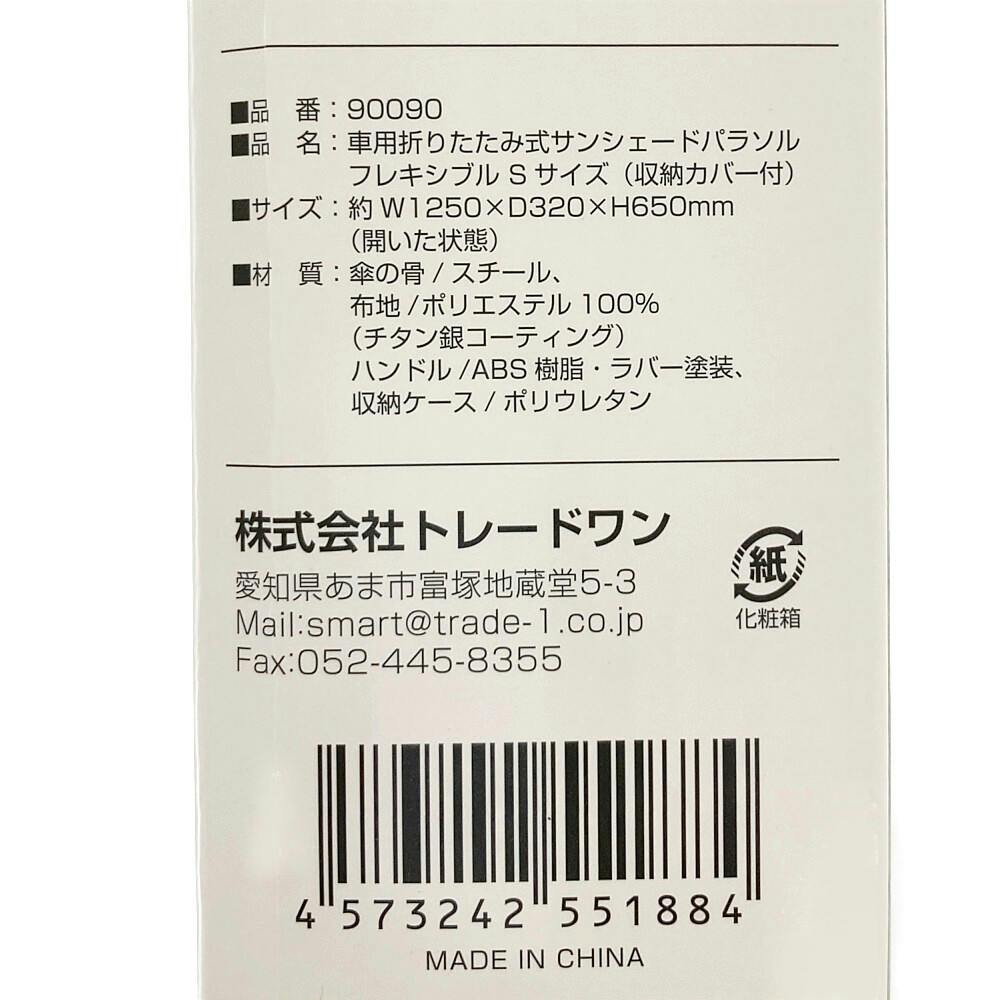 ■品　番：90090
■品　名：車用折りたたみ式サンシェードパラソル
フレキシブル S サイズ（収納カバー付）
■サイズ：約 W1250×D320×H650mm
（開いた状態）
■材　質：傘の骨 / スチール、
布地 /ポリエステル 100%
（チタン銀コーティング）
ハンドル /ABS 樹脂・ラバー塗装、
収納ケース / ポリウレタン
株式会社トレードワン
愛知県あま市富塚地蔵堂5-3
Mail:smart@trade-1.co.jp
Fax:052-445-8355
紙
化粧箱
4 573242 551884
MADE IN CHINA